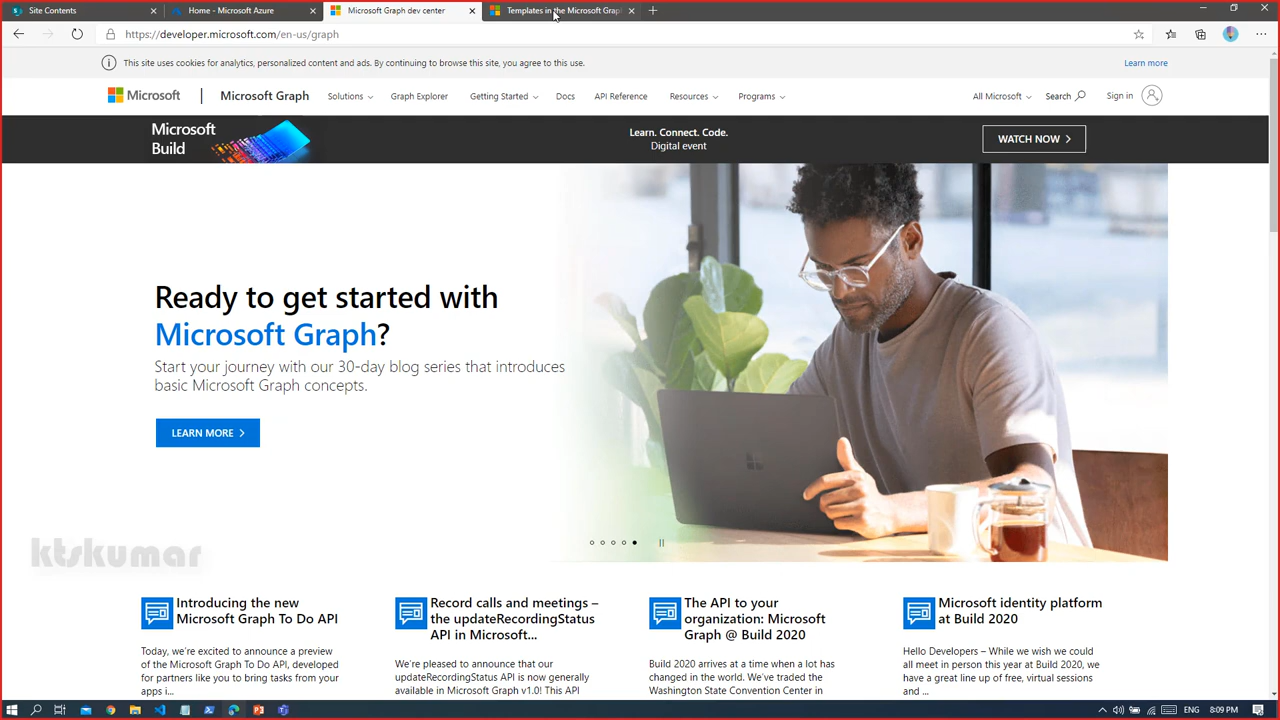 Site Contents
Home - Microsoft Azure
Microsoft Graph dev center
Templates in the Microsoft Graph
https://developer.microsoft.com/en-us/graph
This site uses cookies for analytics, personalized content and ads. By continuing to browse this site, you agree to this use.
Learn more
Microsoft
Microsoft Graph
Solutions
Graph Explorer
Getting Started
Docs
API Reference
Resources
Programs
All Microsoft
Search
Sign in
Microsoft
Build
Learn. Connect. Code.
Digital event
WATCH NOW
Ready to get started with
Microsoft Graph?
Start your journey with our 30-day blog series that introduces
basic Microsoft Graph concepts.
LEARN MORE
ktskumar
Introducing the new
Microsoft Graph To Do API
Today, we're excited to announce a preview
of the Microsoft Graph To Do API, developed
for partners like you to bring tasks from your
apps i...
Record calls and meetings –
the updateRecordingStatus
API in Microsoft...
We're pleased to announce that our
updateRecordingStatus API is now generally
available in Microsoft Graph v1.0! This API
The API to your
organization: Microsoft
Graph @ Build 2020
Build 2020 arrives at a time when a lot has
changed in the world. We've traded the
Washington State Convention Center in
Microsoft identity platform
at Build 2020
Hello Developers – While we wish we could
all meet in person this year at Build 2020, we
have a great line up of free, virtual sessions
and ...
ENG
8:09 PM